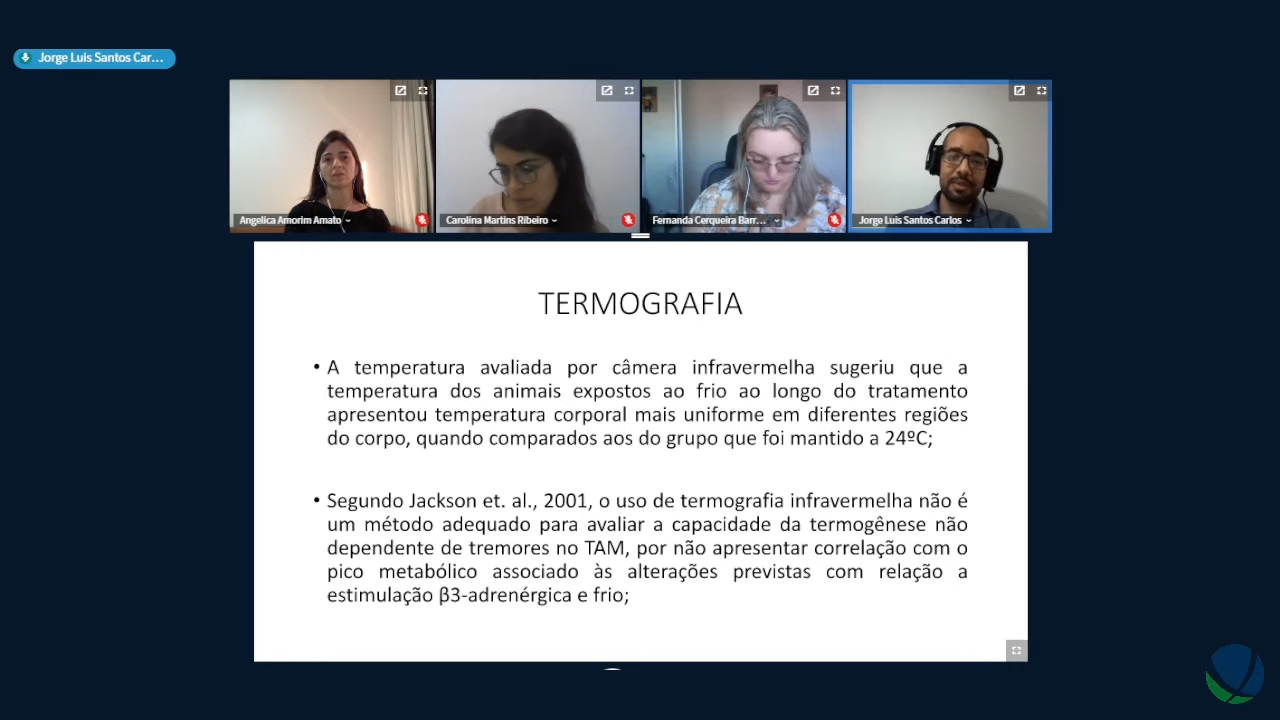 Jorge Luis Santos Car...
Angelica Amorim Amato
Carolina Martins Ribeiro
Fernanda Cerqueira Barr...
Jorge Luis Santos Carlos
TERMOGRAFIA
• A temperatura avaliada por câmera infravermelha sugeriu que a
temperatura dos animais expostos ao frio ao longo do tratamento
apresentou temperatura corporal mais uniforme em diferentes regiões
do corpo, quando comparados aos do grupo que foi mantido a 24ºC;
• Segundo Jackson et. al., 2001, o uso de termografia infravermelha não é
um método adequado para avaliar a capacidade da termogênese não
dependente de tremores no TAM, por não apresentar correlação com o
pico metabólico associado às alterações previstas com relação a
estimulação β3-adrenérgica e frio;